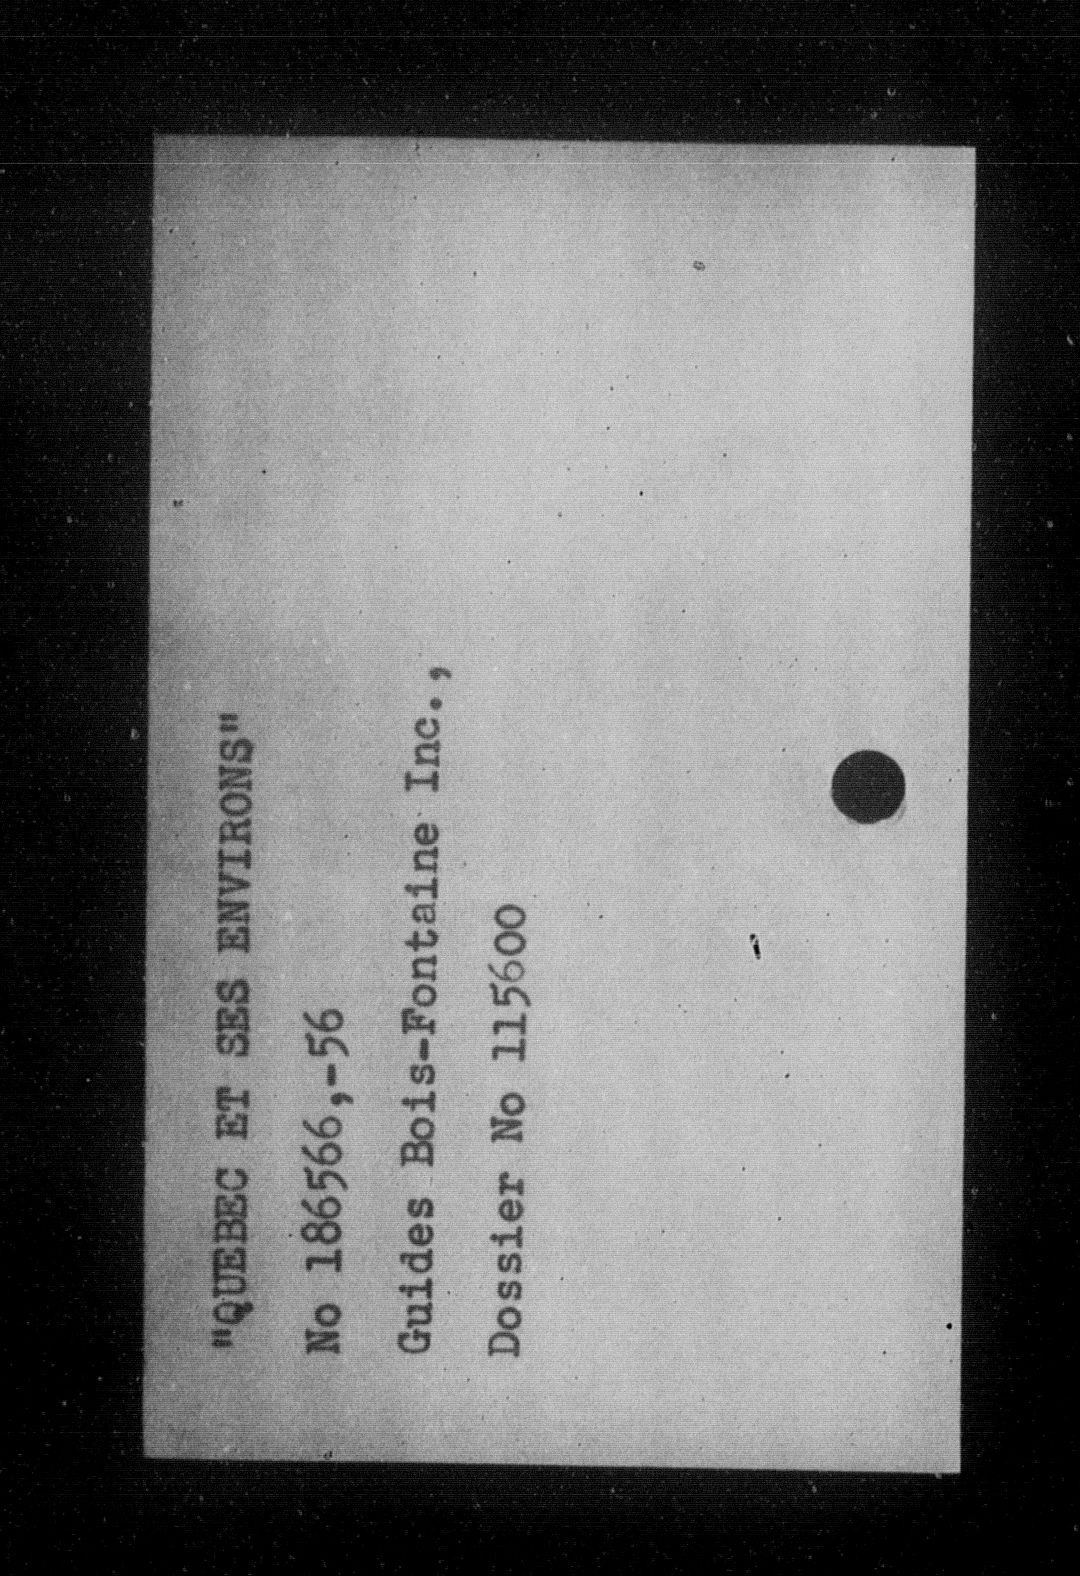 "QUEBEC ET SES ENVIRONS"
No 186566,-56
Guides Bois-Fontaine Inc.,
Dossier No 115600